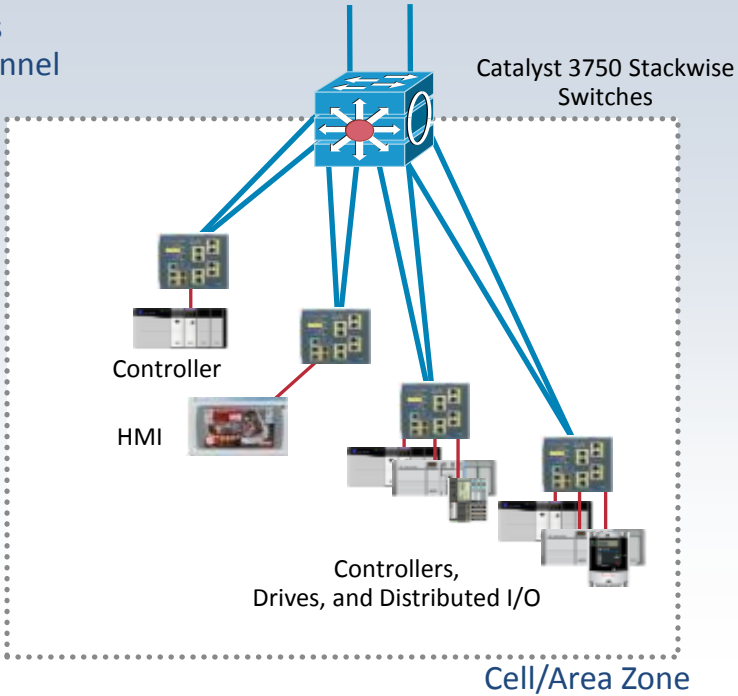 nnel
Catalyst 3750 Stackwise
Switches
Controller
HMI
Controllers,
Drives, and Distributed I/O
Cell/Area Zone